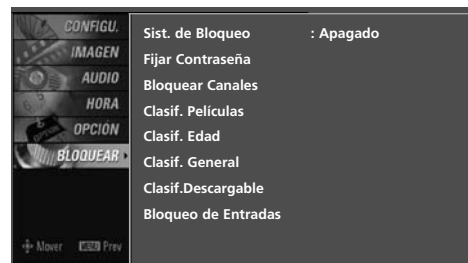 CONFIGU.
IMAGEN
AUDIO
HORA
OPCIÓN
BLOQUEAR
Mover MENU Prev
Sist. de Bloqueo : Apagado
Fijar Contraseña
Bloquear Canales
Clasif. Películas
Clasif. Edad
Clasif. General
Clasif.Descargable
Bloqueo de Entradas